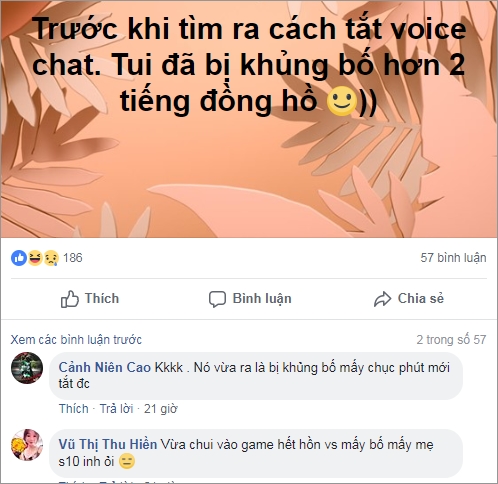 Trước khi tìm ra cách tắt voice
chat. Tui đã bị khủng bố hơn 2
tiếng đồng hồ 🙂))
186
57 bình luận
Thích
Bình luận
Chia sẻ
Xem các bình luận trước
2 trong số 57
Cảnh Niên Cao Kkkk . Nó vừa ra là bị khủng bố mấy chục phút mới
tắt đc
Thích · Trả lời · 21 giờ
Vũ Thị Thu Hiền Vừa chui vào game hết hồn vs mấy bố mấy mẹ
s10 inh ỏi 😑